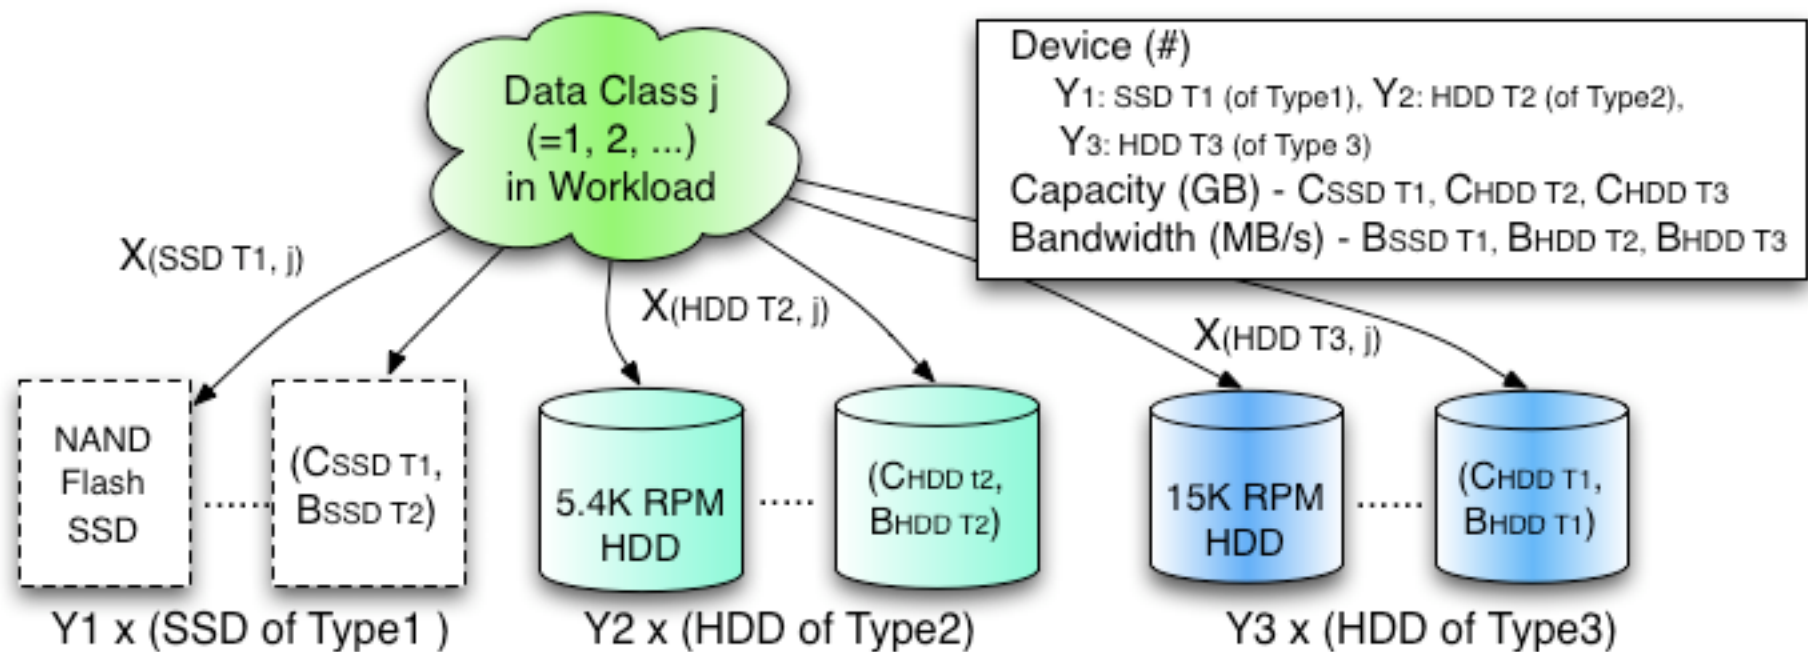 Data Class j
(=1, 2, ...)
in Workload
Device (#)
Y1: SSD T1 (of Type1), Y2: HDD T2 (of Type2),
Y3: HDD T3 (of Type 3)
Capacity (GB) - CSSD T1, CHDD T2, CHDD T3
Bandwidth (MB/s) - BSSD T1, BHDD T2, BHDD T3
X(SSD T1, j)
X(HDD T2, j)
X(HDD T3, j)
NAND
Flash
SSD
......
(CSSD T1,
BSSD T2)
5.4K RPM
HDD
.....
(CHDD t2,
BHDD T2)
15K RPM
HDD
......
(CHDD T1,
BHDD T1)
Y1 x (SSD of Type1 )
Y2 x (HDD of Type2)
Y3 x (HDD of Type3)